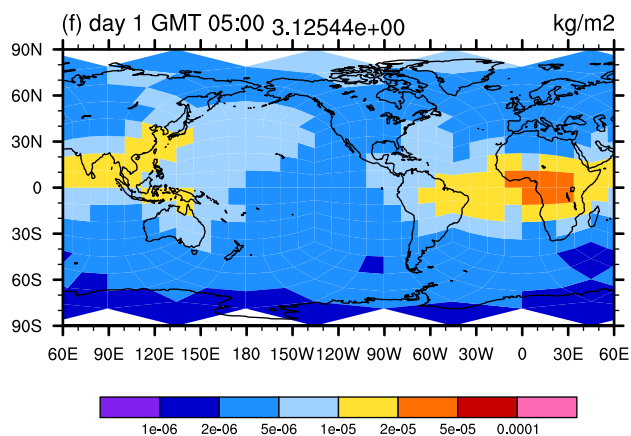 (f) day 1 GMT 05:00 3.12544e+00 kg/m2
90N
60N
30N
0
30S
60S
90S
60E 90E 120E 150E 180 150W 120W 90W 60W 30W 0 30E 60E
1e-06 2e-06 5e-06 1e-05 2e-05 5e-05 0.0001